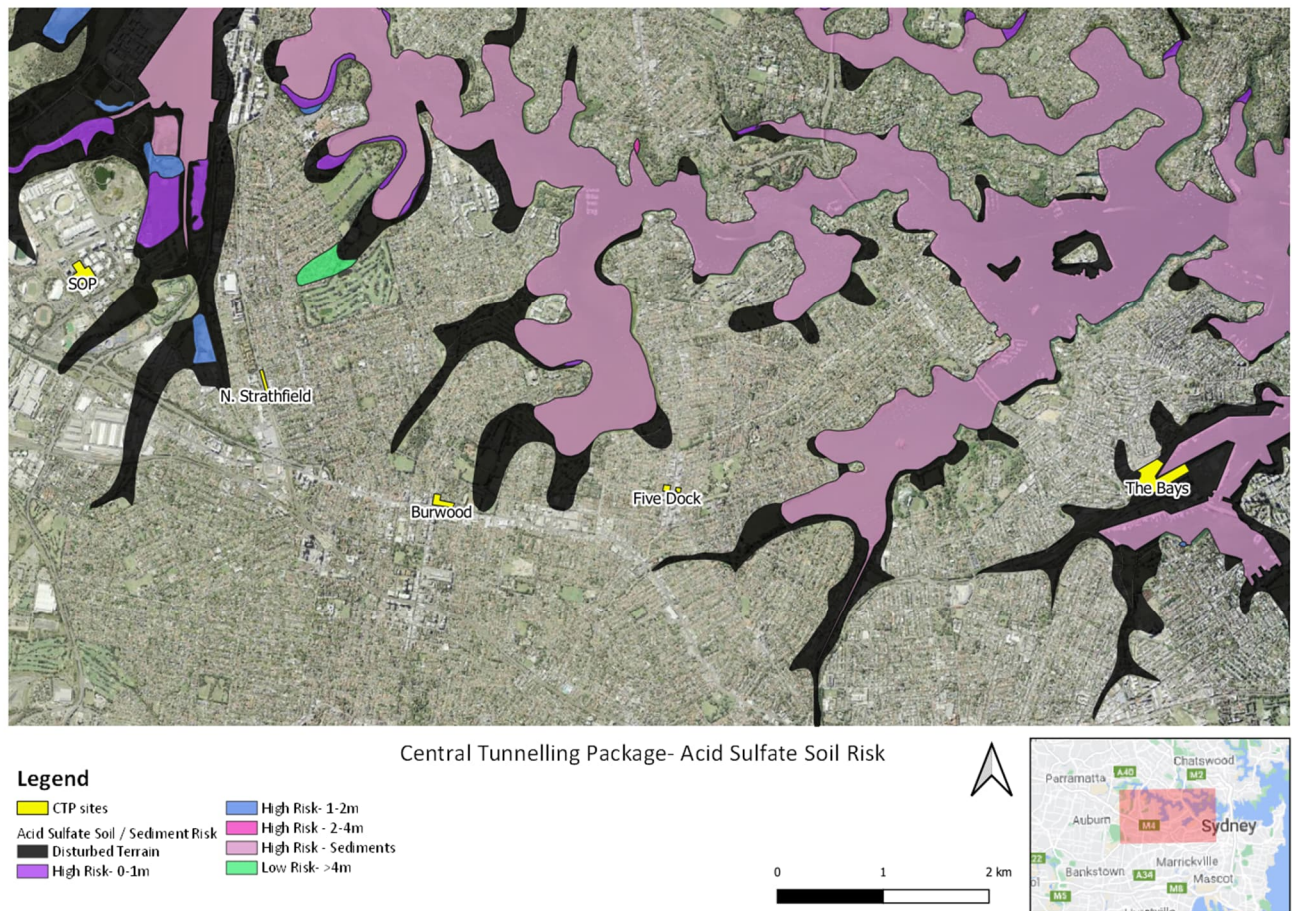 SOP
N. Strathfield
Burwood
Five Dock
The Bays
Central Tunnelling Package- Acid Sulfate Soil Risk
Legend
CTP sites
Acid Sulfate Soil / Sediment Risk
Disturbed Terrain
High Risk- 0-1m
High Risk- 1-2m
High Risk - 2-4m
High Risk - Sediments
Low Risk- >4m
0 1 2 km
Chatswood
Parramatta A40 M2
Auburn M4 Sydney
22 Marrickville
Bankstown A34 Mascot
M5 M8